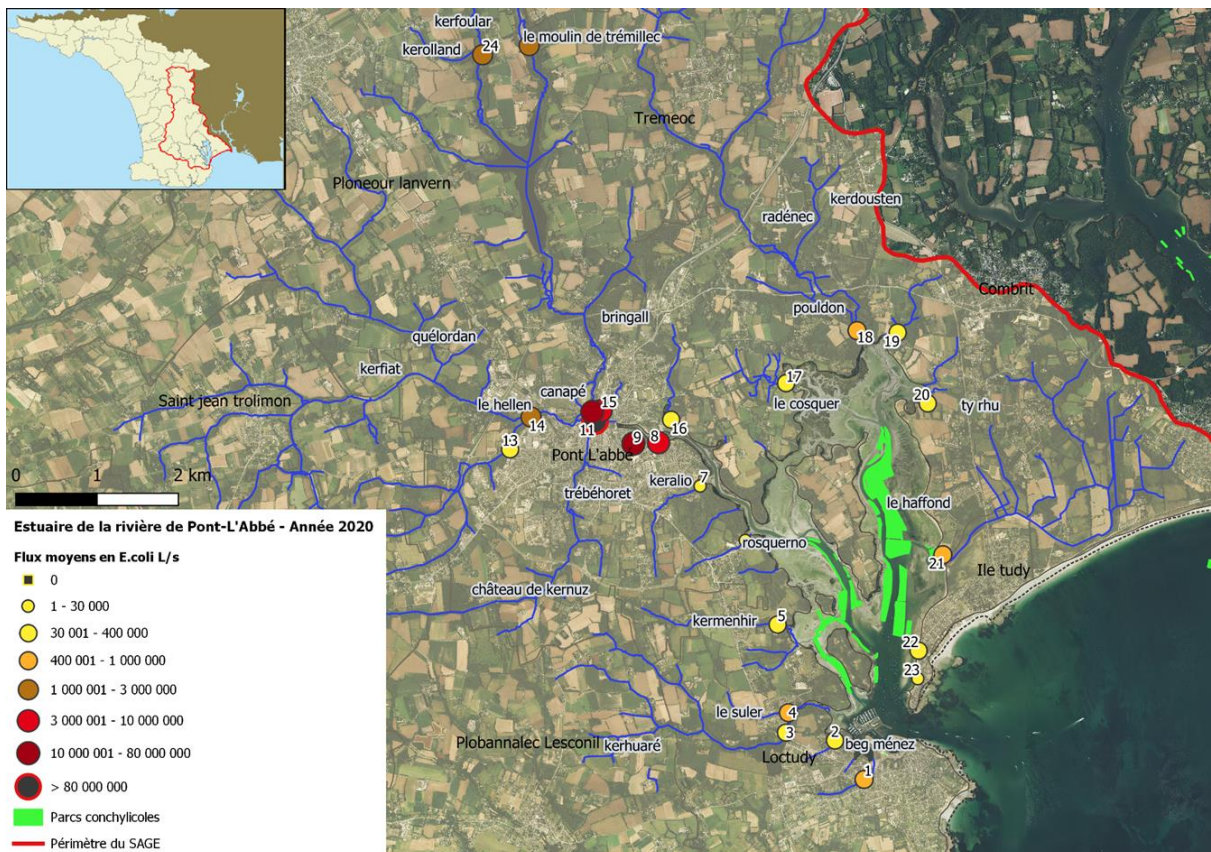 kerfoular
24
le moulin de trémillec
kerolland
Tremeoc
Ploneour lanvern
kerdousten
radénec
Combrit
pouldon
18
19
bringall
quélordan
kerfiat
17
le cosquer
20
ty rhu
Saint jean trolimon
canapé
15
le hellen
14
11
16
13
9
8
Pont L'abbe
0 1 2 km
keralio
7
trébéhoret
le haffond
rosquerno
21
Ile tudy
château de kernuz
kermenhir
5
22
23
le suler
4
3
2
beg ménez
Plobannalec Lesconil
kerhuaré
Loctudy
1
Estuaire de la rivière de Pont-L'Abbé - Année 2020
Flux moyens en E.coli L/s
0
1 - 30 000
30 001 - 400 000
400 001 - 1 000 000
1 000 001 - 3 000 000
3 000 001 - 10 000 000
10 000 001 - 80 000 000
> 80 000 000
Parcs conchylicoles
Périmètre du SAGE